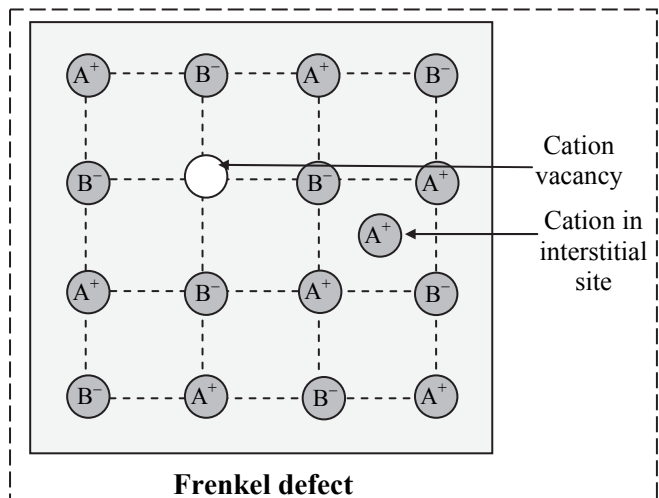 A⁺ B⁻ A⁺ B⁻
Cation
vacancy
B⁻ B⁻ A⁺
Cation in
interstitial
site
A⁺
A⁺ B⁻ A⁺ B⁻
B⁻ A⁺ B⁻ A⁺
Frenkel defect